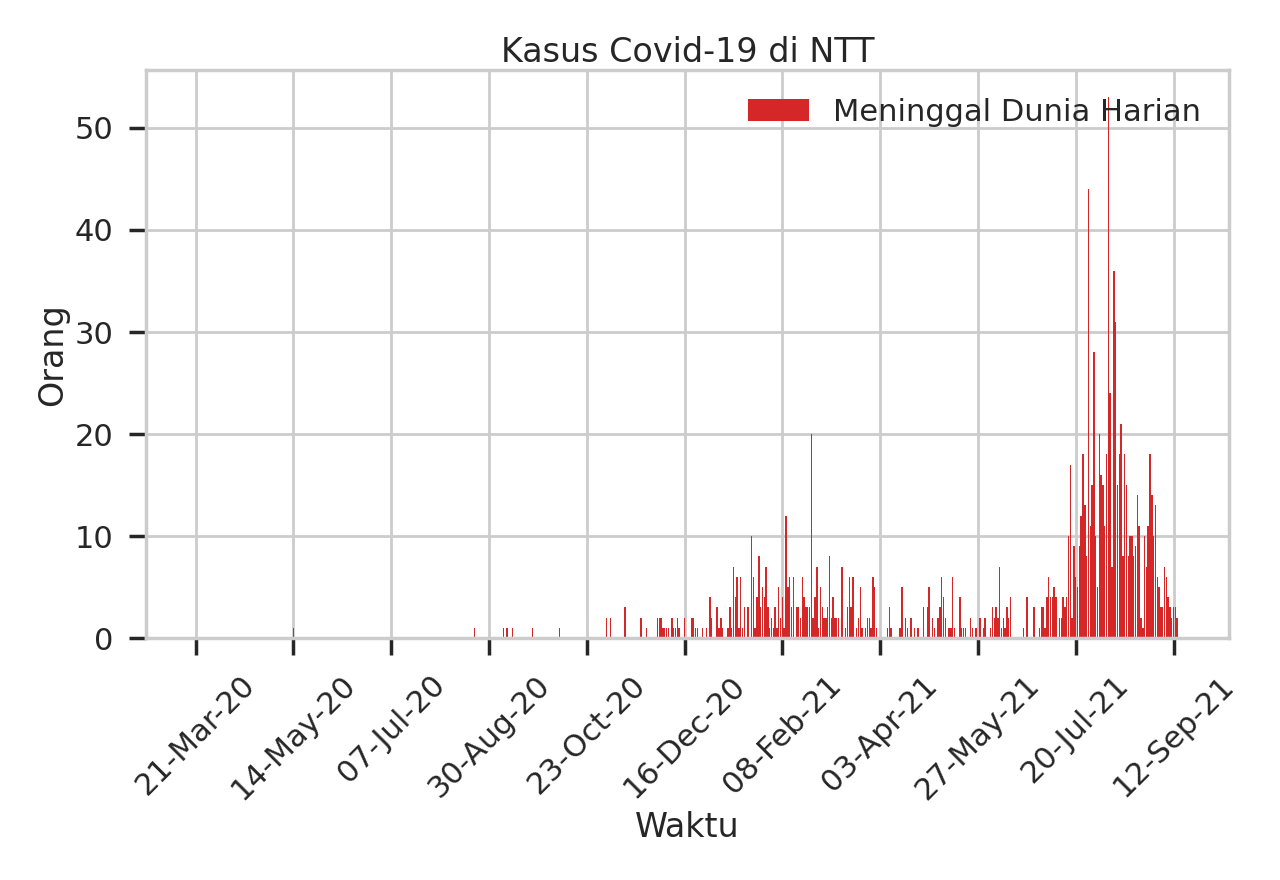 Kasus Covid-19 di NTT
Meninggal Dunia Harian
50
40
30
20
10
0
Orang
21-Mar-20
14-May-20
07-Jul-20
30-Aug-20
23-Oct-20
16-Dec-20
08-Feb-21
03-Apr-21
27-May-21
20-Jul-21
12-Sep-21
Waktu